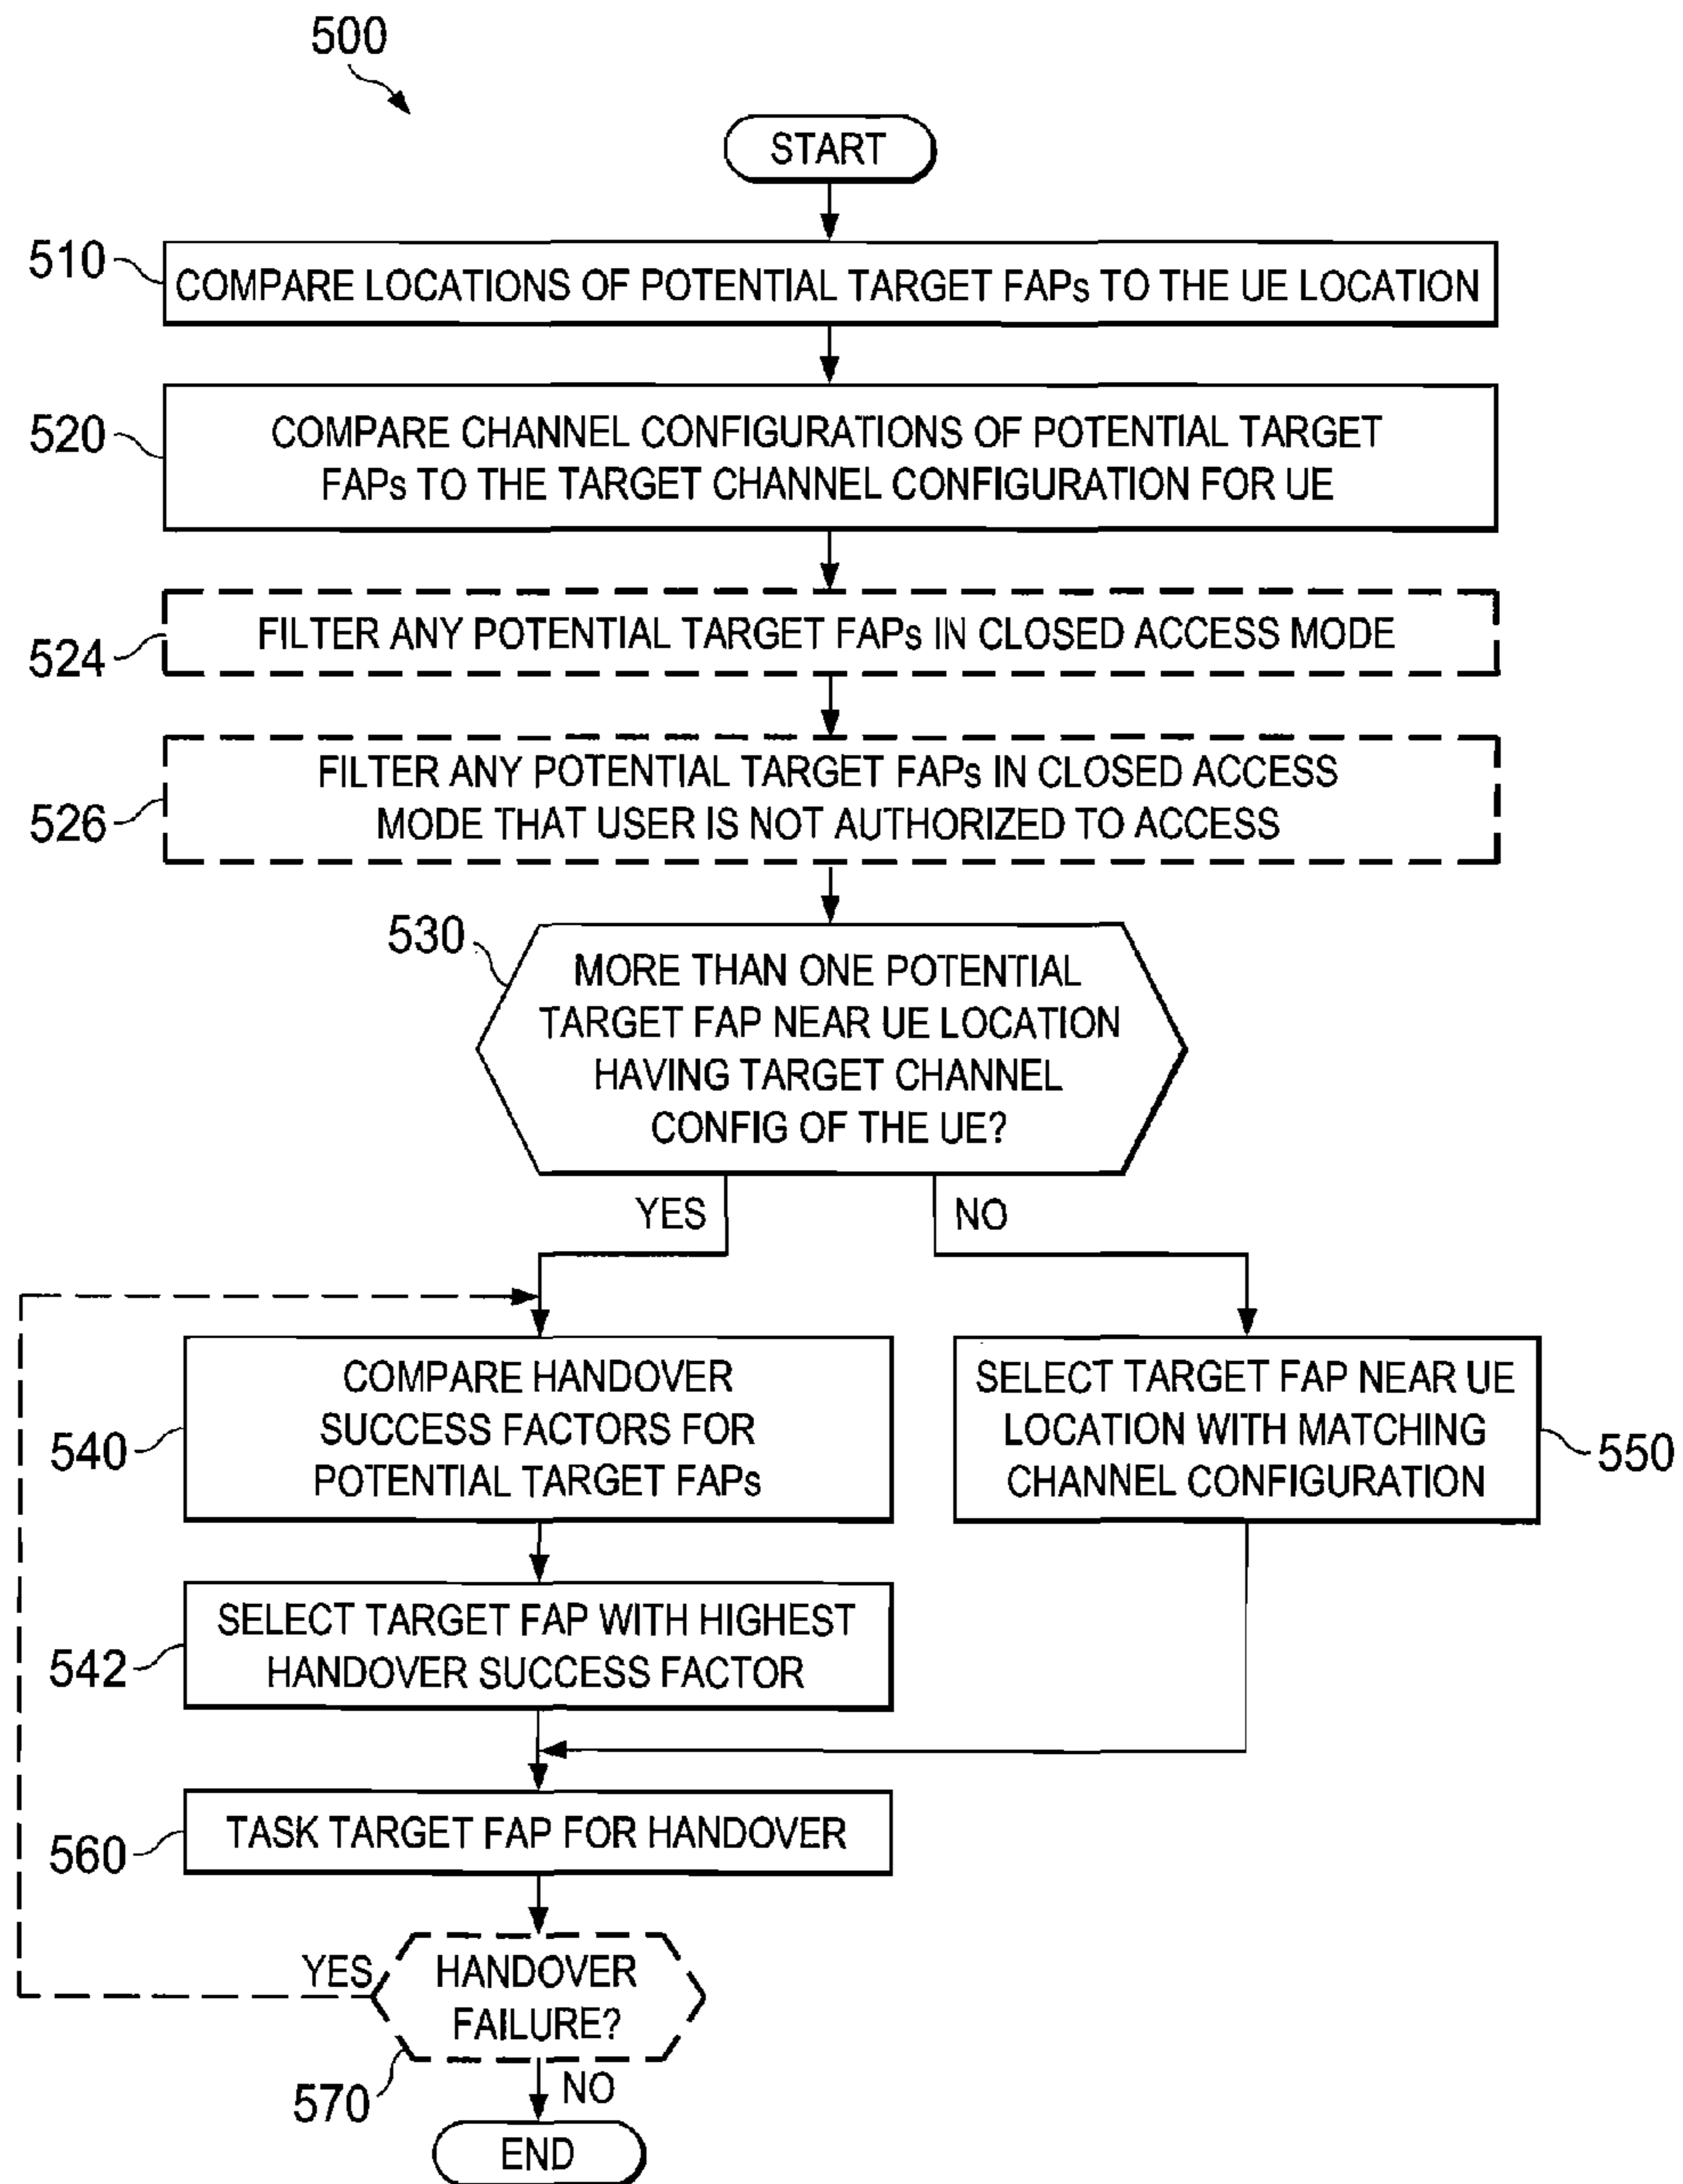 500
START
510
COMPARE LOCATIONS OF POTENTIAL TARGET FAPs TO THE UE LOCATION
520
COMPARE CHANNEL CONFIGURATIONS OF POTENTIAL TARGET
FAPs TO THE TARGET CHANNEL CONFIGURATION FOR UE
524
FILTER ANY POTENTIAL TARGET FAPs IN CLOSED ACCESS MODE
526
FILTER ANY POTENTIAL TARGET FAPs IN CLOSED ACCESS
MODE THAT USER IS NOT AUTHORIZED TO ACCESS
530
MORE THAN ONE POTENTIAL
TARGET FAP NEAR UE LOCATION
HAVING TARGET CHANNEL
CONFIG OF THE UE?
YES
NO
540
COMPARE HANDOVER
SUCCESS FACTORS FOR
POTENTIAL TARGET FAPs
SELECT TARGET FAP NEAR UE
LOCATION WITH MATCHING
CHANNEL CONFIGURATION
550
542
SELECT TARGET FAP WITH HIGHEST
HANDOVER SUCCESS FACTOR
560
TASK TARGET FAP FOR HANDOVER
YES
HANDOVER
FAILURE?
570
NO
END